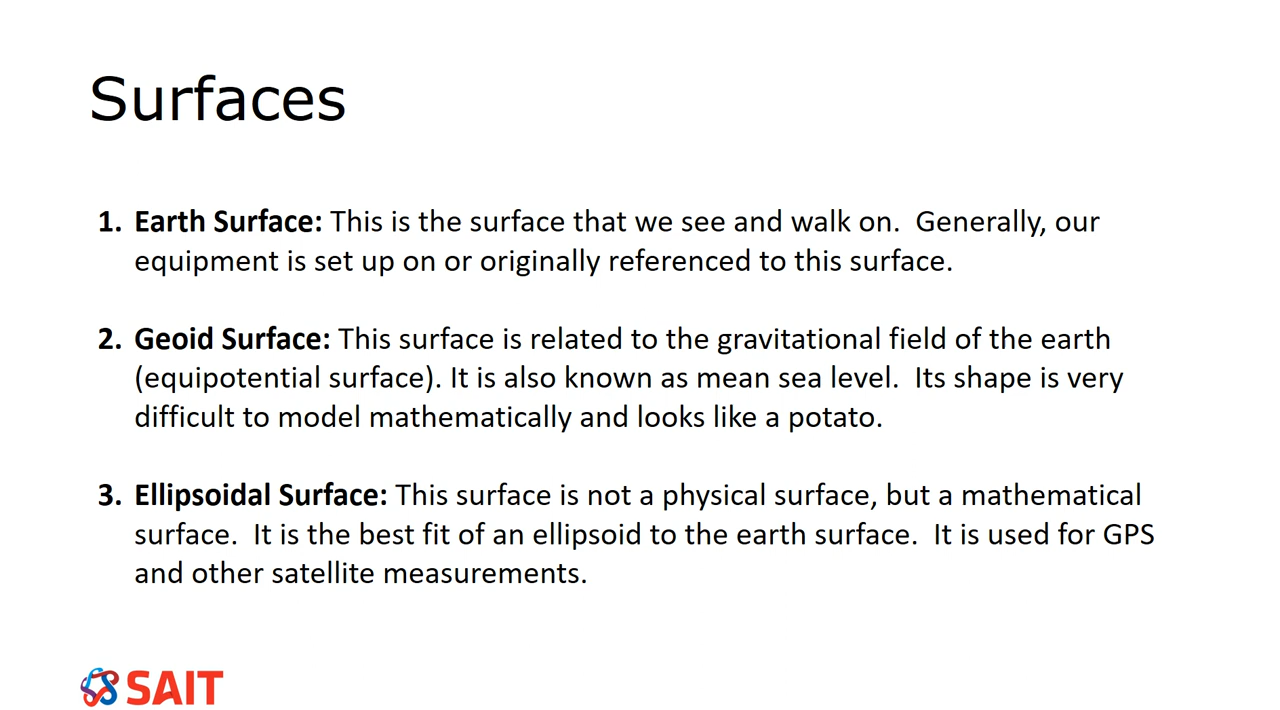 Surfaces
1. Earth Surface: This is the surface that we see and walk on.  Generally, our
equipment is set up on or originally referenced to this surface.
2. Geoid Surface: This surface is related to the gravitational field of the earth
(equipotential surface). It is also known as mean sea level.  Its shape is very
difficult to model mathematically and looks like a potato.
3. Ellipsoidal Surface: This surface is not a physical surface, but a mathematical
surface.  It is the best fit of an ellipsoid to the earth surface.  It is used for GPS
and other satellite measurements.
SAIT